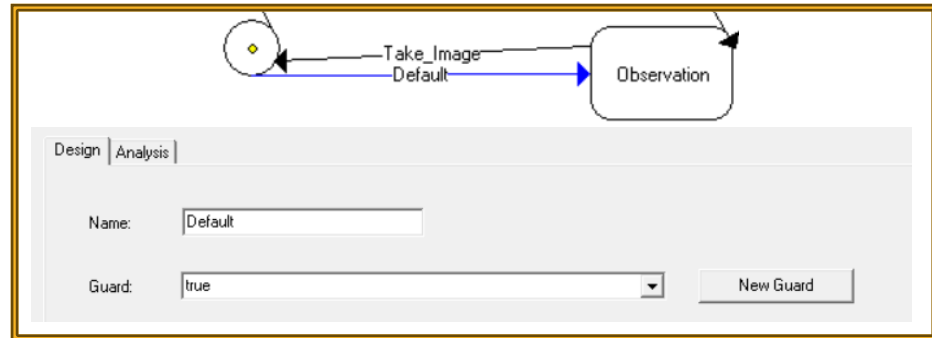 Take_Image
Default
Observation
Design Analysis
Name: Default
Guard: true New Guard